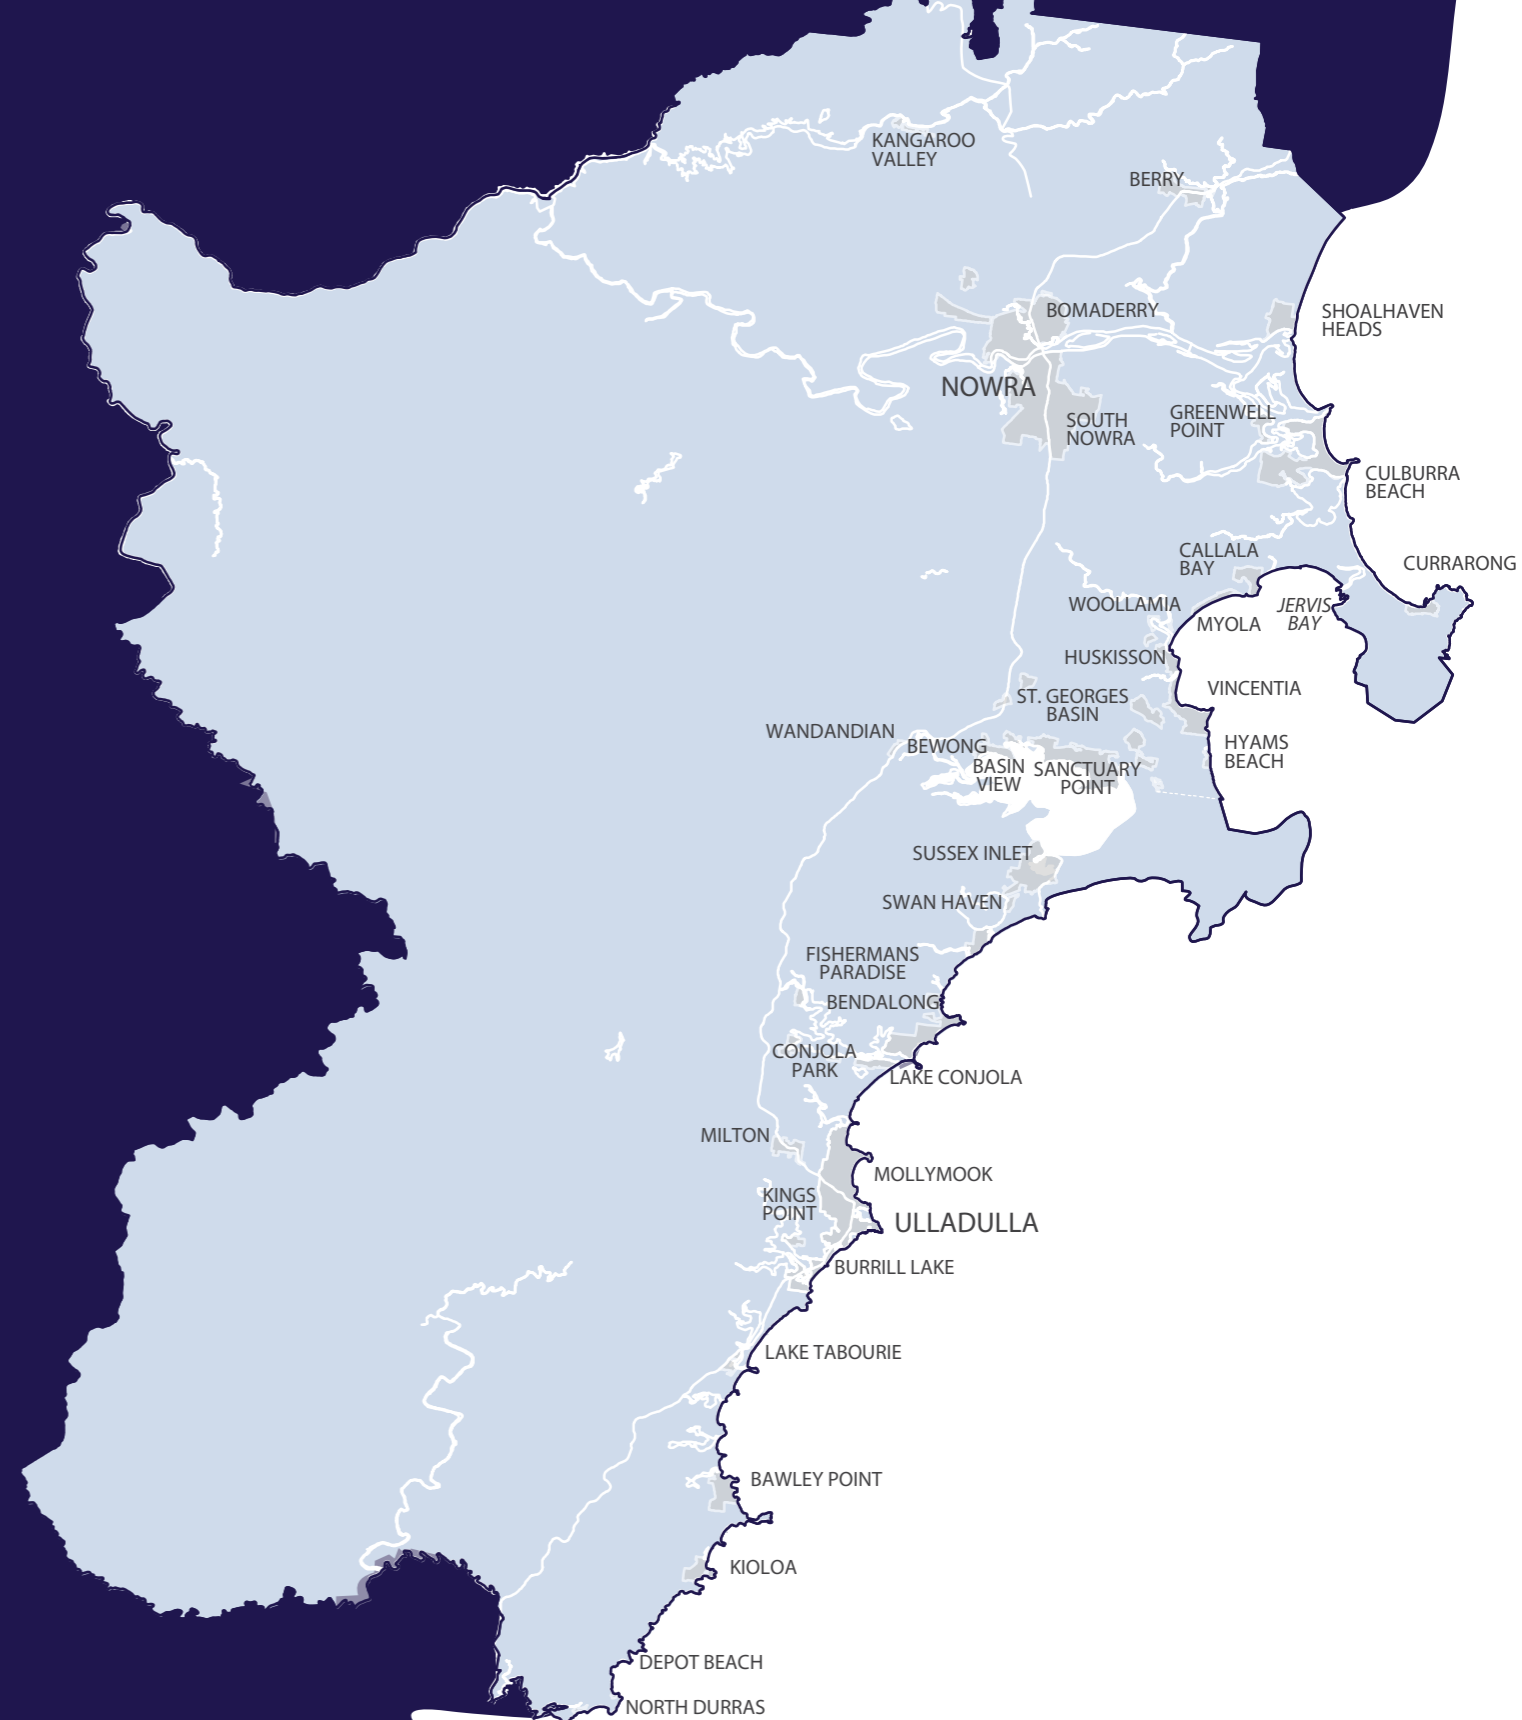 KANGAROO
VALLEY
BERRY
BOMADERRY
SHOALHAVEN
HEADS
NOWRA
SOUTH
NOWRA
GREENWELL
POINT
CULBURRA
BEACH
CALLALA
BAY
CURRARONG
WOOLLAMIA
JERVIS
BAY
MYOLA
HUSKISSON
VINCENTIA
ST. GEORGES
BASIN
WANDANDIAN
BEWONG
HYAMS
BEACH
BASIN
VIEW
SANCTUARY
POINT
SUSSEX INLET
SWAN HAVEN
FISHERMANS
PARADISE
BENDALONG
CONJOLA
PARK
LAKE CONJOLA
MILTON
MOLLYMOOK
KINGS
POINT
ULLADULLA
BURRILL LAKE
LAKE TABOURIE
BAWLEY POINT
KIOLOA
DEPOT BEACH
NORTH DURRAS